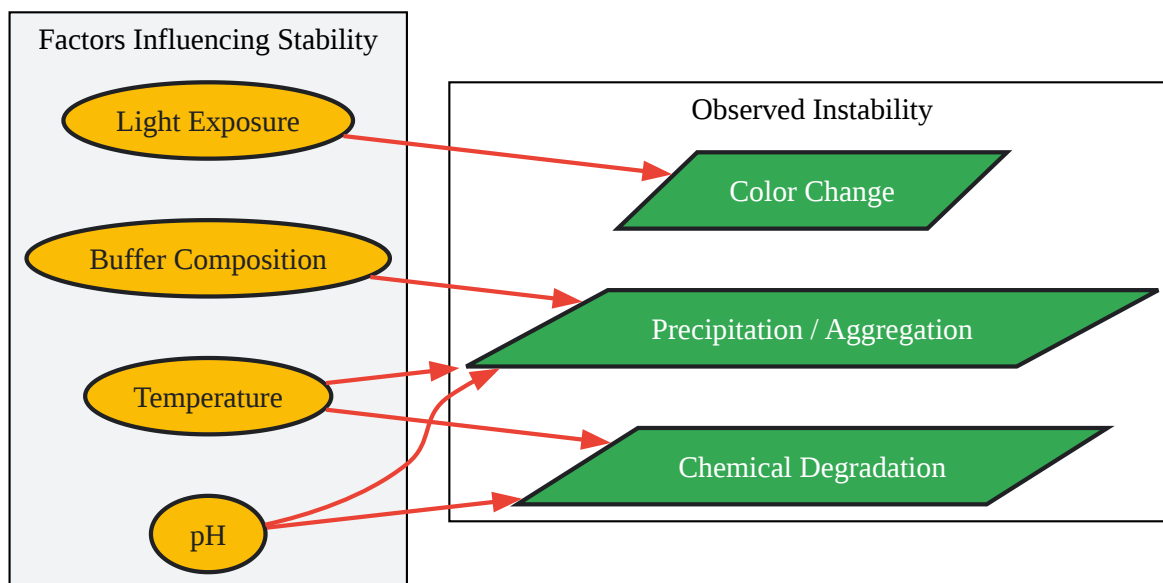 Factors Influencing Stability
Light Exposure
Buffer Composition
Temperature
pH
Observed Instability
Color Change
Precipitation / Aggregation
Chemical Degradation